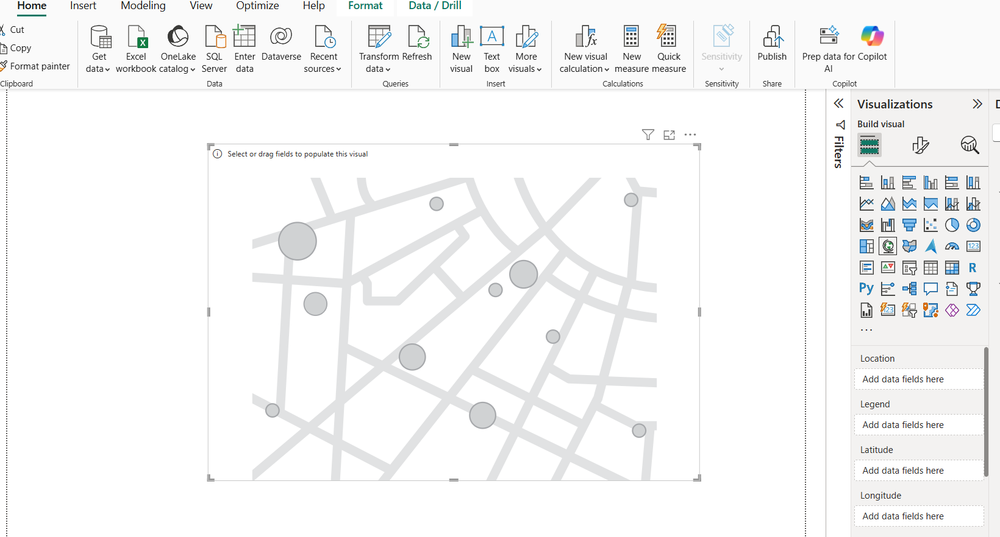 Home Insert Modeling View Optimize Help Format Data / Drill
Cut
Copy
Format painter
Clipboard
Get data
Excel workbook
OneLake catalog
SQL Server
Enter data
Dataverse
Recent sources
Data
Transform data
Refresh
Queries
New visual
Text box
More visuals
Insert
New visual calculation
New measure
Quick measure
Calculations
Sensitivity
Sensitivity
Publish
Share
Prep data for AI
Copilot
Copilot
Select or drag fields to populate this visual
Filters
Visualizations
Build visual
123
R
Py
123
Location
Add data fields here
Legend
Add data fields here
Latitude
Add data fields here
Longitude
Add data fields here